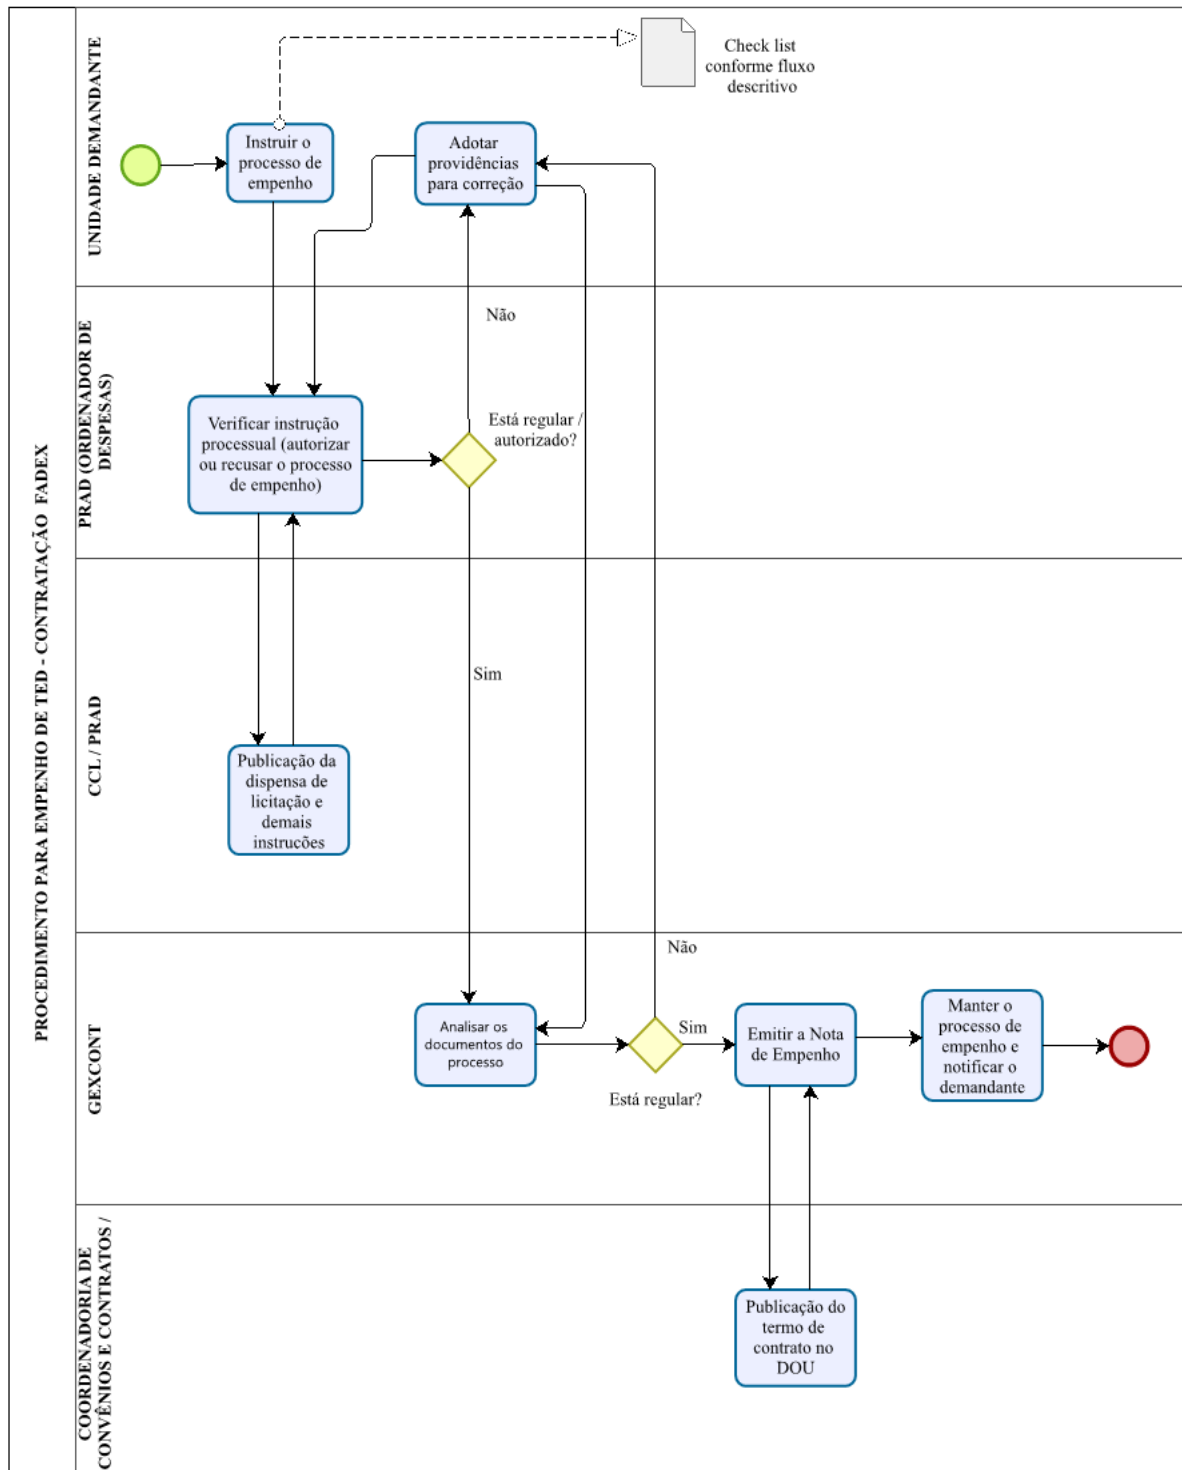 PROCEDIMENTO PARA EMPENHO DE TED - CONTRATAÇÃO  FADEX
UNIDADE DEMANDANTE
Check list
conforme fluxo
descritivo
Instruir o
processo de
empenho
Adotar
providências
para correção
PRAD (ORDENADOR DE
DESPESAS)
Não
Verificar instrução
processual (autorizar
ou recusar o processo
de empenho)
Está regular /
autorizado?
CCL / PRAD
Sim
Publicação da
dispensa de
licitação e
demais
instrucões
GEXCONT
Não
Analisar os
documentos do
processo
Sim
Está regular?
Emitir a Nota
de Empenho
Manter o
processo de
empenho e
notificar o
demandante
COORDENADORIA DE
CONVÊNIOS E CONTRATOS /
Publicação do
termo de
contrato no
DOU